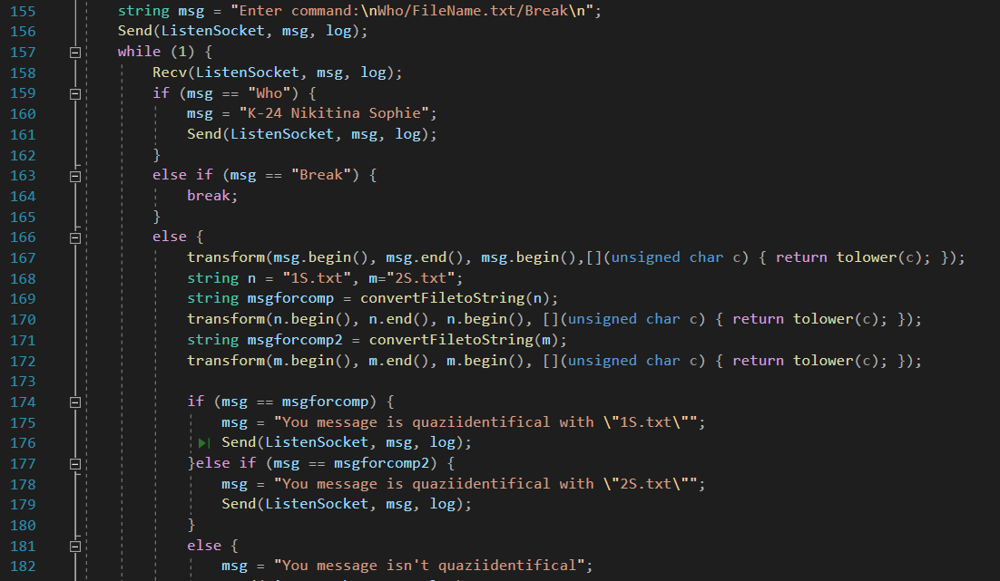 155 string msg = "Enter command:\nWho/FileName.txt/Break\n";
156 Send(ListenSocket, msg, log);
157 while (1) {
158 Recv(ListenSocket, msg, log);
159 if (msg == "Who") {
160 msg = "K-24 Nikitina Sophie";
161 Send(ListenSocket, msg, log);
162 }
163 else if (msg == "Break") {
164 break;
165 }
166 else {
167 transform(msg.begin(), msg.end(), msg.begin(),[](unsigned char c) { return tolower(c); });
168 string n = "1S.txt", m="2S.txt";
169 string msgforcomp = convertFiletoString(n);
170 transform(n.begin(), n.end(), n.begin(), [](unsigned char c) { return tolower(c); });
171 string msgforcomp2 = convertFiletoString(m);
172 transform(m.begin(), m.end(), m.begin(), [](unsigned char c) { return tolower(c); });
173
174 if (msg == msgforcomp) {
175 msg = "You message is quaziidentifical with \"1S.txt\"";
176 Send(ListenSocket, msg, log);
177 }else if (msg == msgforcomp2) {
178 msg = "You message is quaziidentifical with \"2S.txt\"";
179 Send(ListenSocket, msg, log);
180 }
181 else {
182 msg = "You message isn't quaziidentifical";